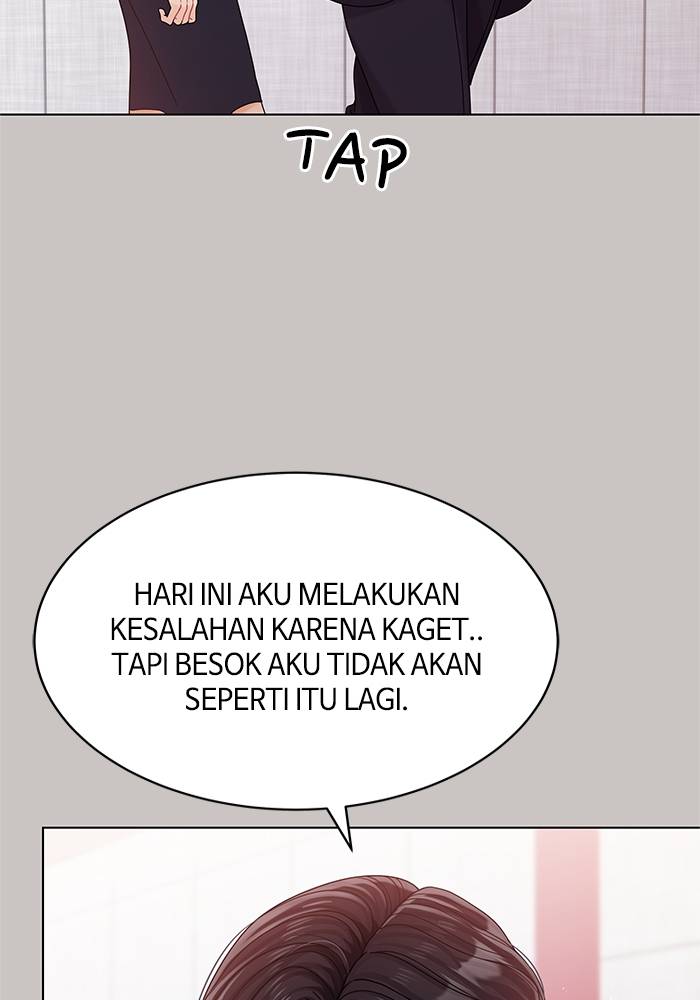 TAP
HARI INI AKU MELAKUKAN
KESALAHAN KARENA KAGET..
TAPI BESOK AKU TIDAK AKAN
SEPERTI ITU LAGI.